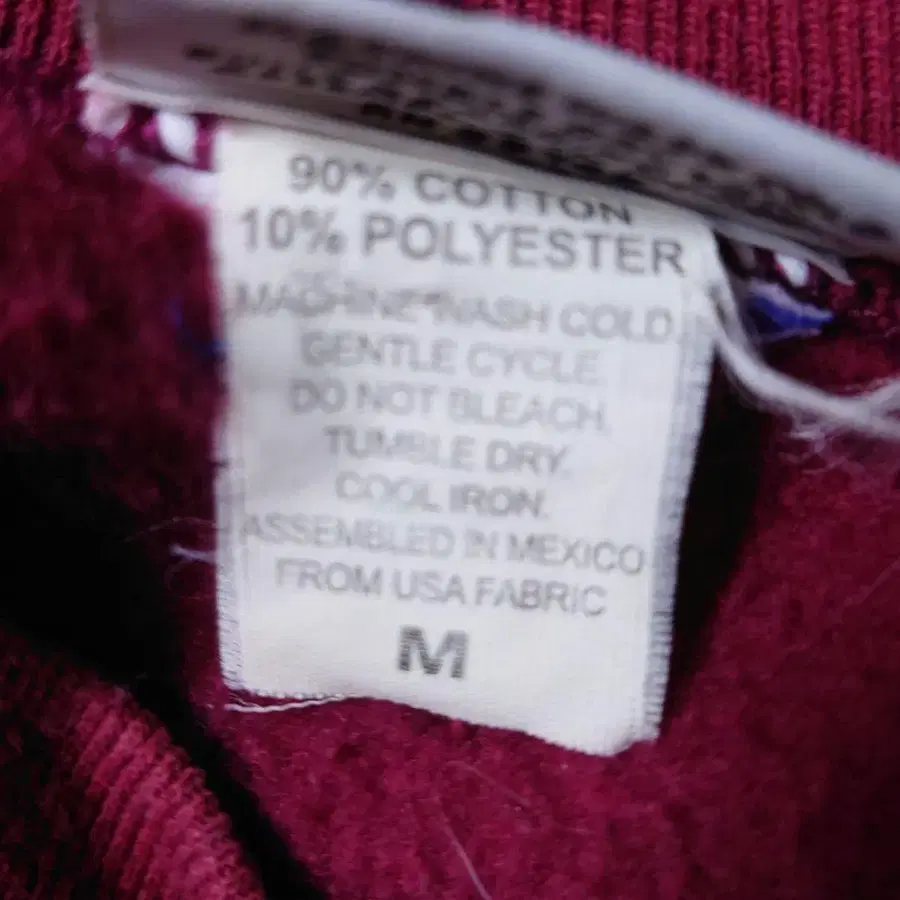 90% COTTON
10% POLYESTER
MACHINE WASH COLD
GENTLE CYCLE.
DO NOT BLEACH.
TUMBLE DRY.
COOL IRON.
ASSEMBLED IN MEXICO
FROM USA FABRIC
M